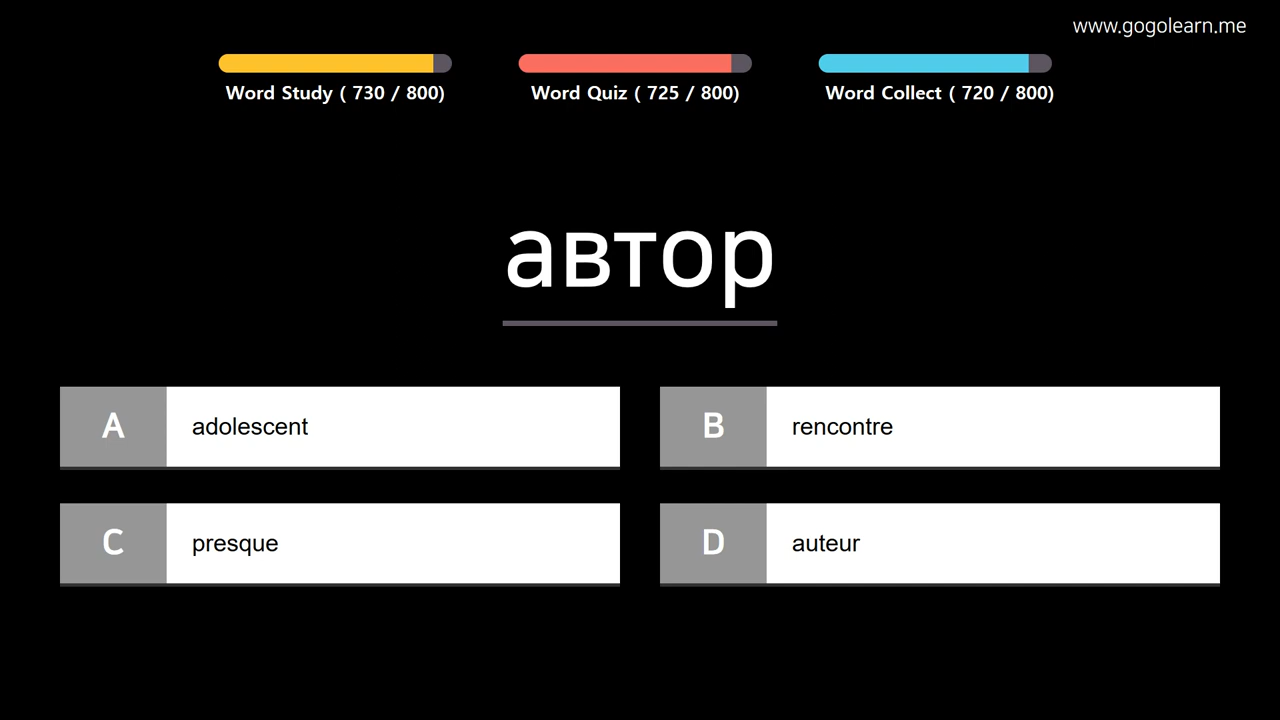 www.gogolearn.me
Word Study ( 730 / 800)
Word Quiz ( 725 / 800)
Word Collect ( 720 / 800)
автор
A adolescent
B rencontre
C presque
D auteur